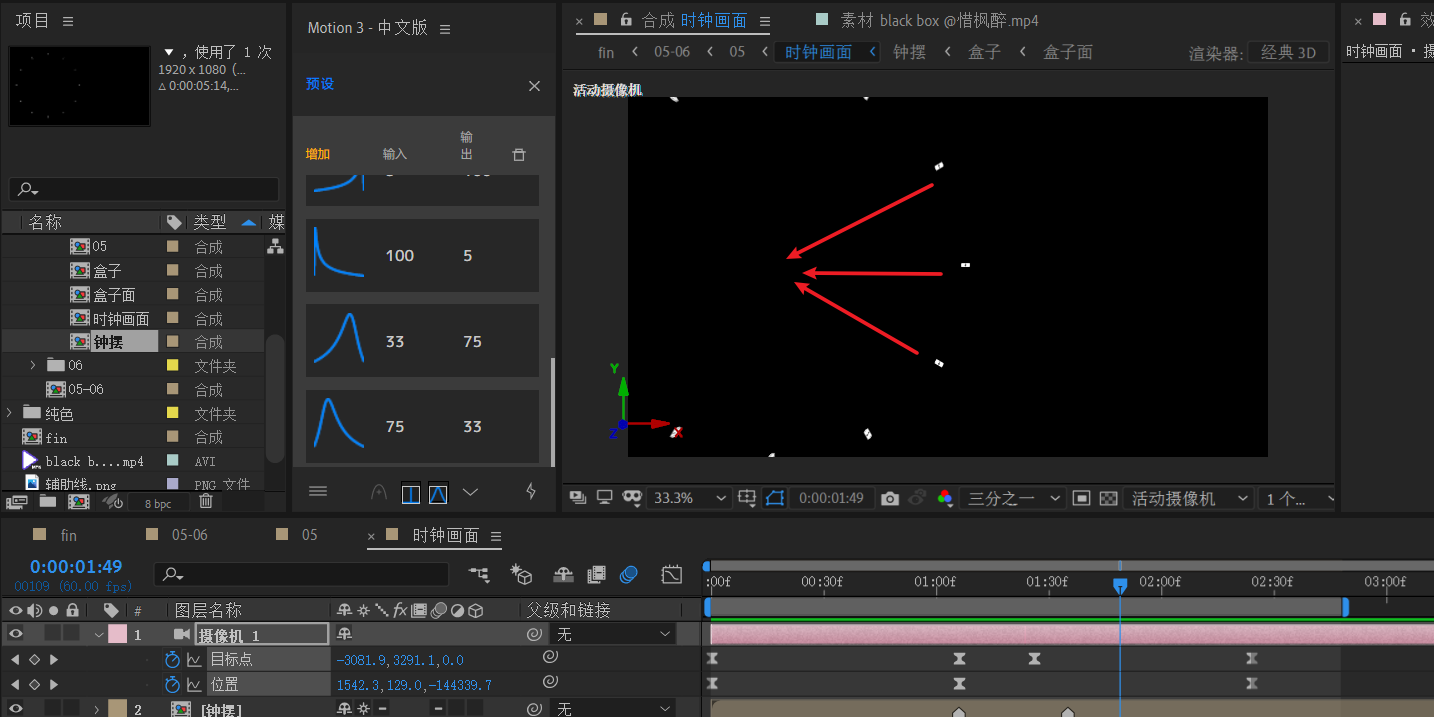 项目
，使用了 1 次
1920 x 1080 (...
△ 0:00:05:14,...
名称
类型
媒
05
合成
盒子
合成
盒子面
合成
时钟画面
合成
钟摆
合成
06
文件夹
05-06
合成
纯色
文件夹
fin
合成
black b....mp4
AVI
辅助线.png
PNG 文件
8 bpc
Motion 3 - 中文版
预设
增加
输入
输出
100
5
33
75
75
33
合成 时钟画面
素材 black box @惜枫醉.mp4
fin
05-06
05
时钟画面
钟摆
盒子
盒子面
渲染器:
经典 3D
活动摄像机
Y
Z
X
33.3%
0:00:01:49
三分之一
活动摄像机
1 个...
时钟画面 · 摄
fin
05-06
05
时钟画面
0:00:01:49
00109 (60.00 fps)
:00f
00:30f
01:00f
01:30f
02:00f
02:30f
03:00f
#
图层名称
fx
父级和链接
1
摄像机 1
无
目标点
-3081.9,3291.1,0.0
位置
1542.3,129.0,-144339.7
2
[钟摆]
无